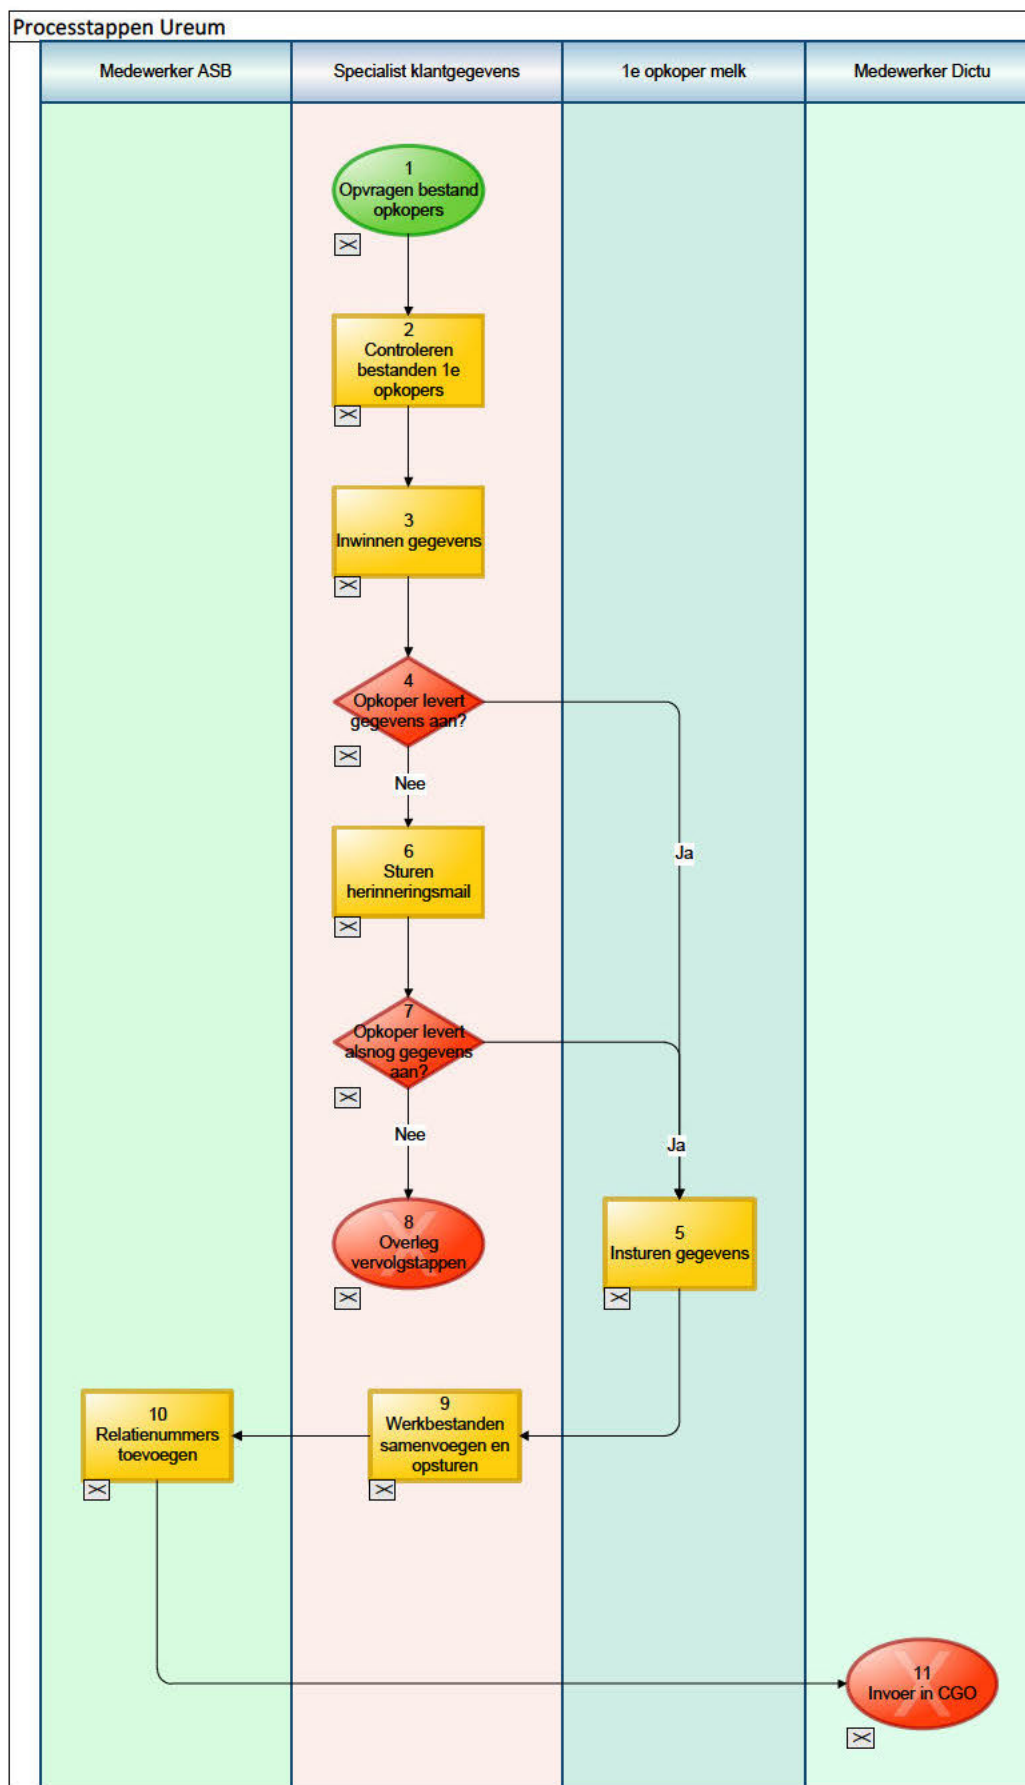 Processtappen Ureum
Medewerker ASB
Specialist klantgegevens
1e opkoper melk
Medewerker Dictu
1
Opvragen bestand
opkopers
2
Controleren
bestanden 1e
opkopers
3
Inwinnen gegevens
4
Opkoper levert
gegevens aan?
Nee
Ja
6
Sturen
herinneringsmail
7
Opkoper levert
alsnog gegevens
aan?
Nee
Ja
8
Overleg
vervolgstappen
5
Insturen gegevens
10
Relatienummers
toevoegen
9
Werkbestanden
samenvoegen en
opsturen
11
Invoer in CGO